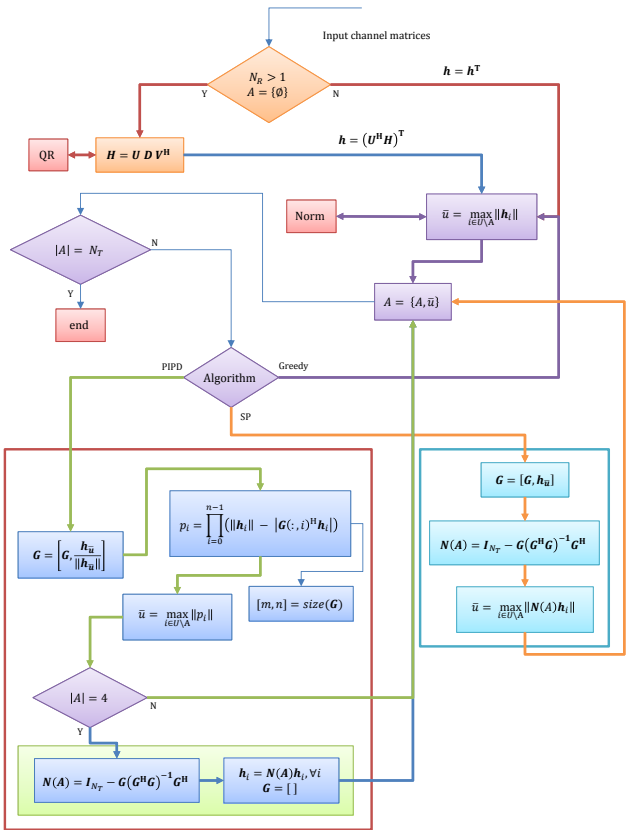 Input channel matrices
N_R > 1
A = {∅}
Y
N
h = h^T
QR
H = U D V^H
h = (U^H H)^T
Norm
ū = max_{i∈U\A} ‖h_i‖
|A| = N_T
N
Y
A = {A, ū}
end
PIPD
Algorithm
Greedy
SP
G = [G, h_ū]
p_i = ∏_{i=0}^{n−1} (‖h_i‖ − |G(:, i)^H h_i|)
G = [G, h_ū / ‖h_ū‖]
N(A) = I_{N_T} − G(G^H G)^{−1} G^H
[m, n] = size(G)
ū = max_{i∈U\A} ‖p_i‖
ū = max_{i∈U\A} ‖N(A)h_i‖
|A| = 4
N
Y
N(A) = I_{N_T} − G(G^H G)^{−1} G^H
h_i = N(A)h_i, ∀i
G = [ ]